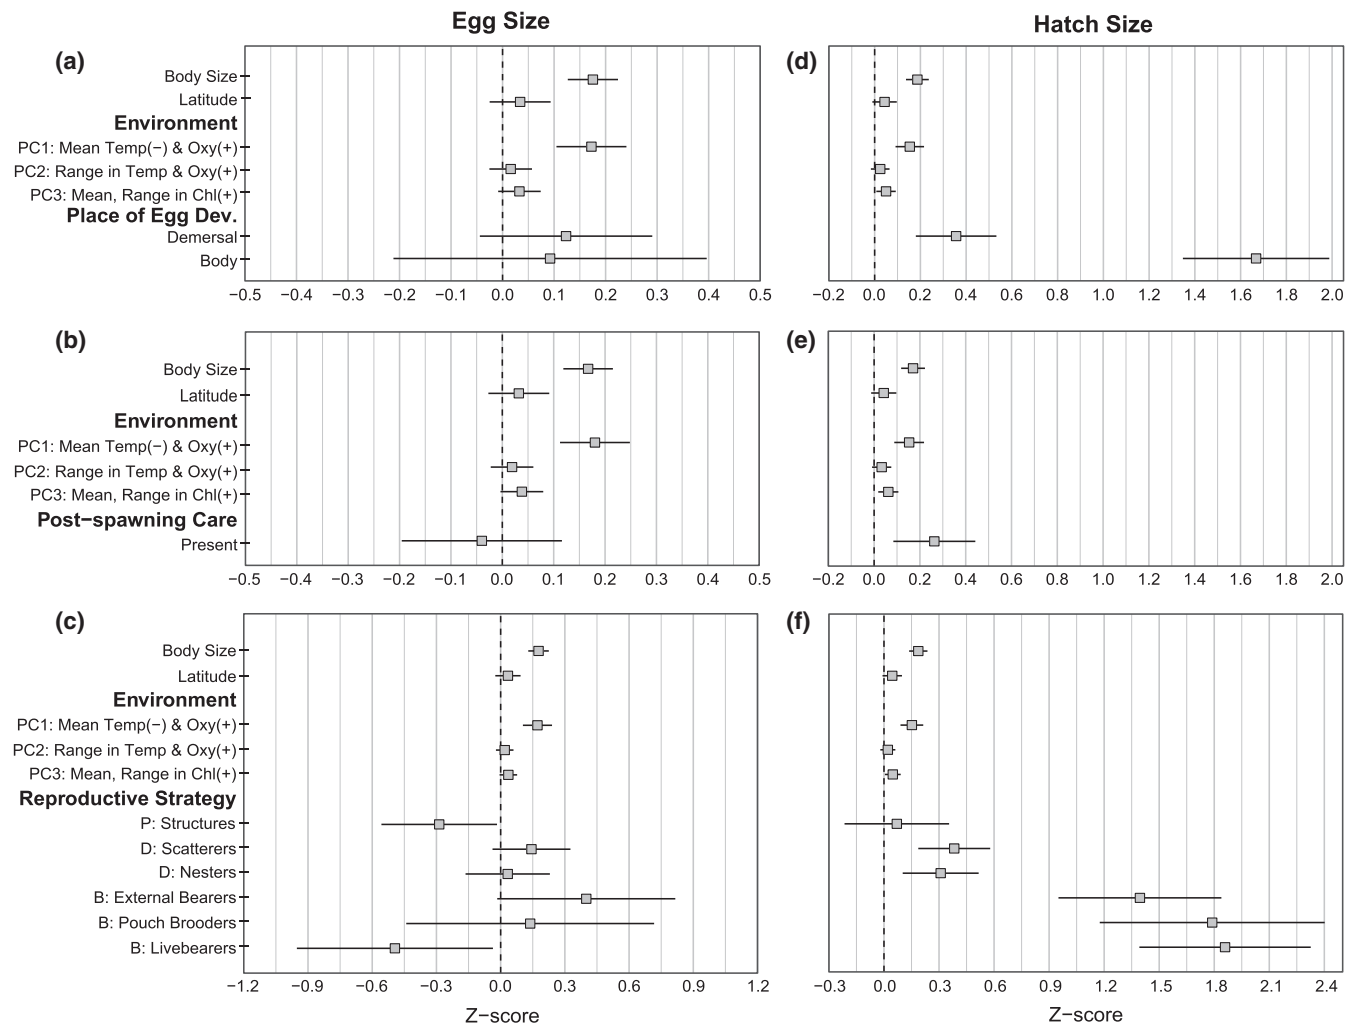 Egg Size
Hatch Size
(a)
Body Size
Latitude
Environment
PC1: Mean Temp(−) & Oxy(+)
PC2: Range in Temp & Oxy(+)
PC3: Mean, Range in Chl(+)
Place of Egg Dev.
Demersal
Body
−0.5 −0.4 −0.3 −0.2 −0.1 0.0 0.1 0.2 0.3 0.4 0.5
(d)
−0.2 0.0 0.2 0.4 0.6 0.8 1.0 1.2 1.4 1.6 1.8 2.0
(b)
Body Size
Latitude
Environment
PC1: Mean Temp(−) & Oxy(+)
PC2: Range in Temp & Oxy(+)
PC3: Mean, Range in Chl(+)
Post−spawning Care
Present
−0.5 −0.4 −0.3 −0.2 −0.1 0.0 0.1 0.2 0.3 0.4 0.5
(e)
−0.2 0.0 0.2 0.4 0.6 0.8 1.0 1.2 1.4 1.6 1.8 2.0
(c)
Body Size
Latitude
Environment
PC1: Mean Temp(−) & Oxy(+)
PC2: Range in Temp & Oxy(+)
PC3: Mean, Range in Chl(+)
Reproductive Strategy
P: Structures
D: Scatterers
D: Nesters
B: External Bearers
B: Pouch Brooders
B: Livebearers
−1.2 −0.9 −0.6 −0.3 0.0 0.3 0.6 0.9 1.2
Z−score
(f)
−0.3 0.0 0.3 0.6 0.9 1.2 1.5 1.8 2.1 2.4
Z−score